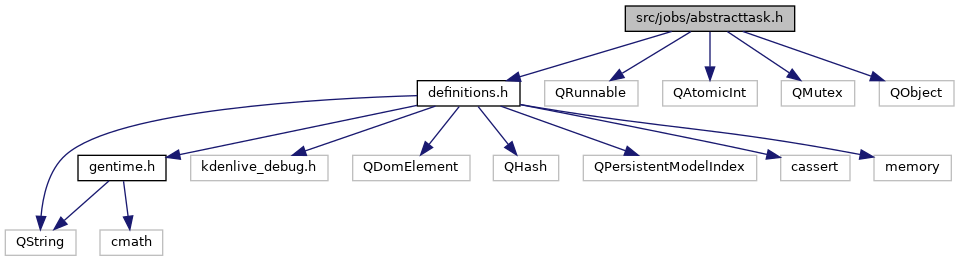 src/jobs/abstracttask.h
definitions.h
QRunnable
QAtomicInt
QMutex
QObject
gentime.h
kdenlive_debug.h
QDomElement
QHash
QPersistentModelIndex
cassert
memory
QString
cmath